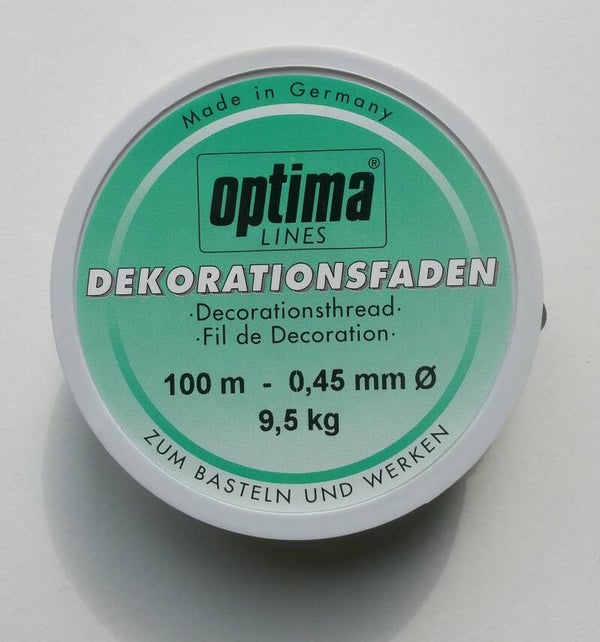 Made in Germany
optima®
LINES
DEKORATIONSFADEN
·Decorationsthread·
·Fil de Decoration·
100 m - 0,45 mm Ø
9,5 kg
ZUM BASTELN UND WERKEN